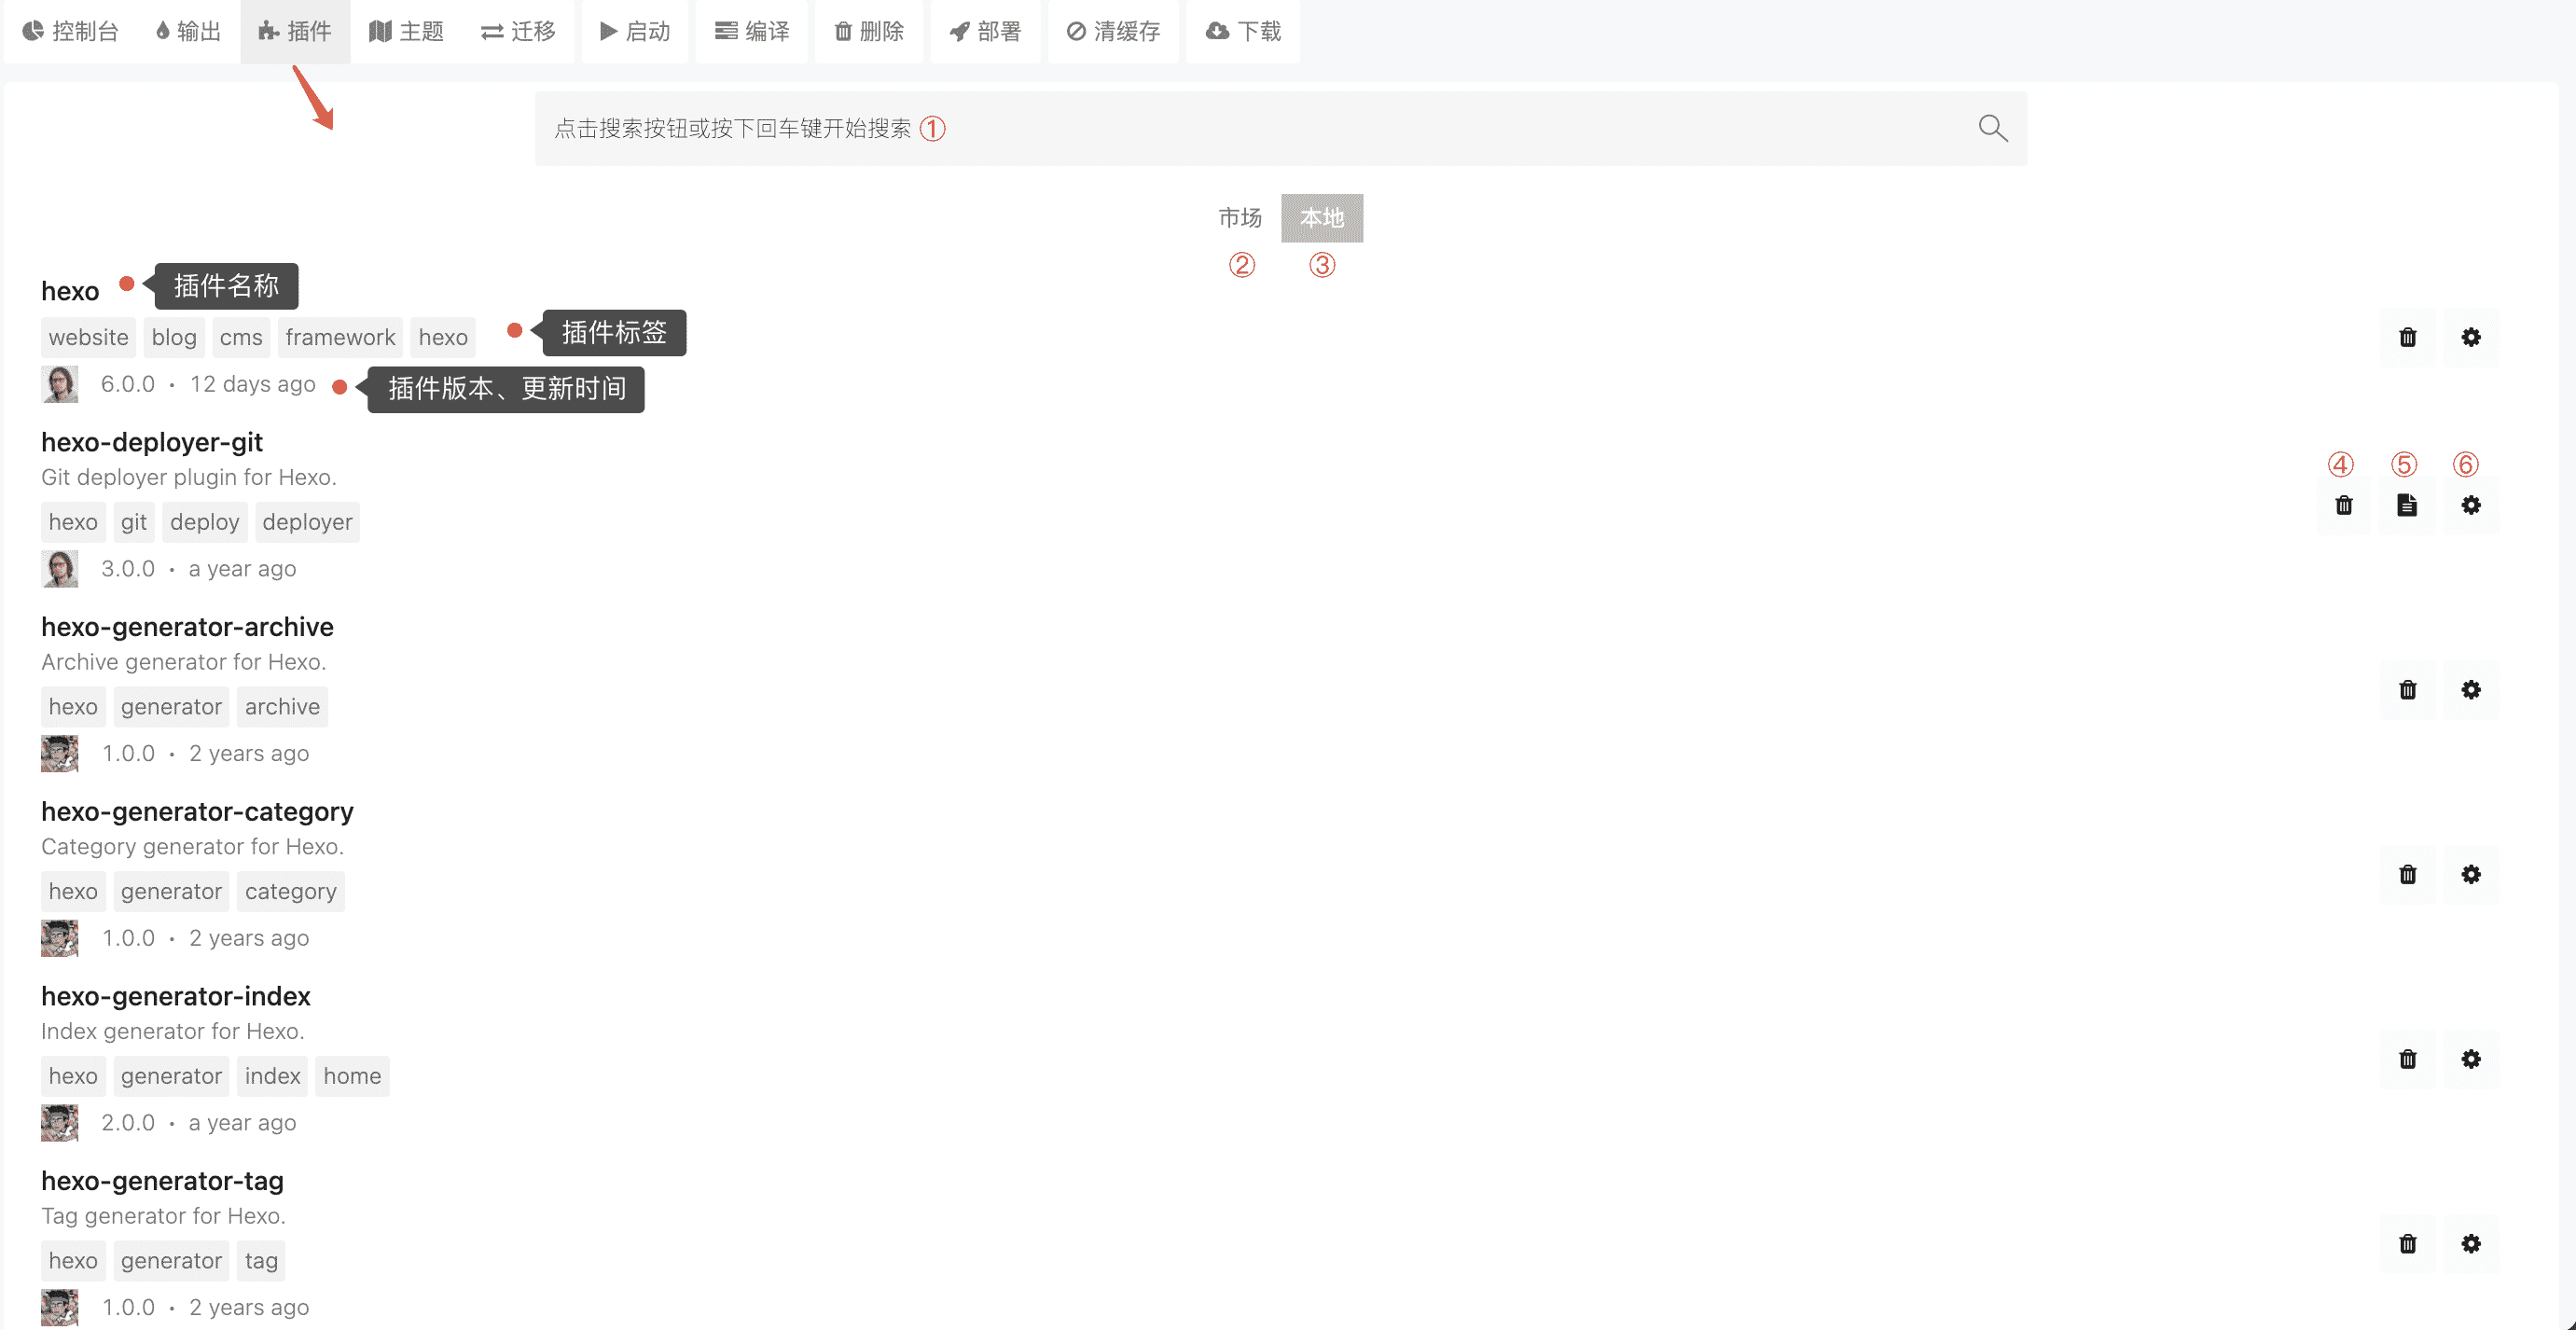 控制台 输出 插件 主题 迁移 启动 编译 删除 部署 清缓存 下载
点击搜索按钮或按下回车键开始搜索 ①
市场 本地
② ③
hexo 插件名称
website blog cms framework hexo 插件标签
6.0.0 · 12 days ago 插件版本、更新时间
hexo-deployer-git
④ ⑤ ⑥
Git deployer plugin for Hexo.
hexo git deploy deployer
3.0.0 · a year ago
hexo-generator-archive
Archive generator for Hexo.
hexo generator archive
1.0.0 · 2 years ago
hexo-generator-category
Category generator for Hexo.
hexo generator category
1.0.0 · 2 years ago
hexo-generator-index
Index generator for Hexo.
hexo generator index home
2.0.0 · a year ago
hexo-generator-tag
Tag generator for Hexo.
hexo generator tag
1.0.0 · 2 years ago